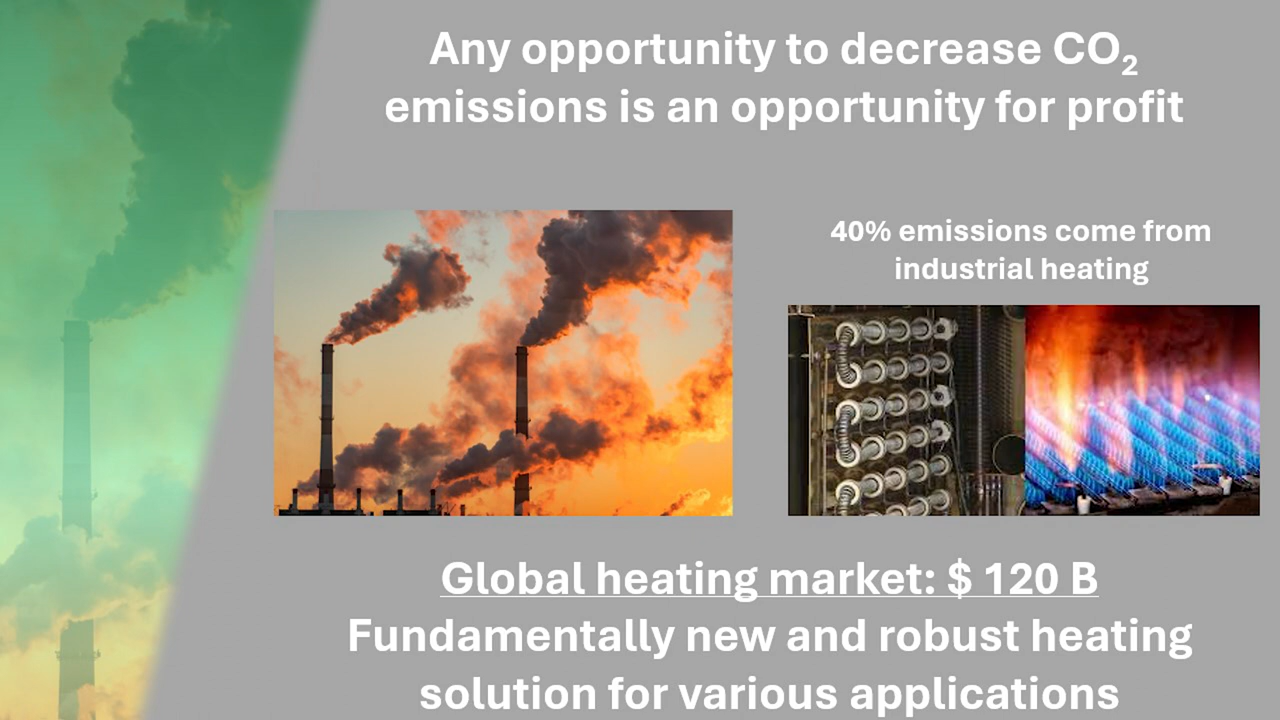 Any opportunity to decrease CO₂
emissions is an opportunity for profit
40% emissions come from
industrial heating
Global heating market: $ 120 B
Fundamentally new and robust heating
solution for various applications